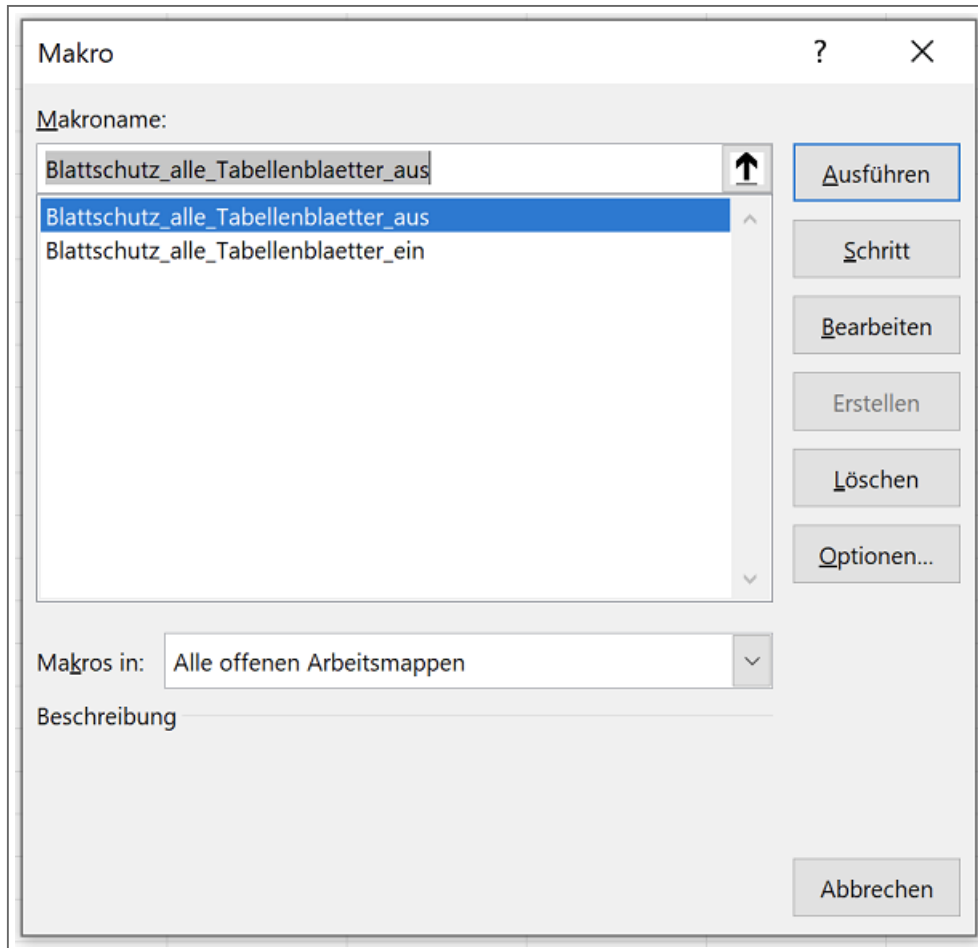 Makro ?
Makroname:
Blattschutz_alle_Tabellenblaetter_aus
Ausführen
Blattschutz_alle_Tabellenblaetter_aus
Blattschutz_alle_Tabellenblaetter_ein
Schritt
Bearbeiten
Erstellen
Löschen
Optionen...
Makros in: Alle offenen Arbeitsmappen
Beschreibung
Abbrechen